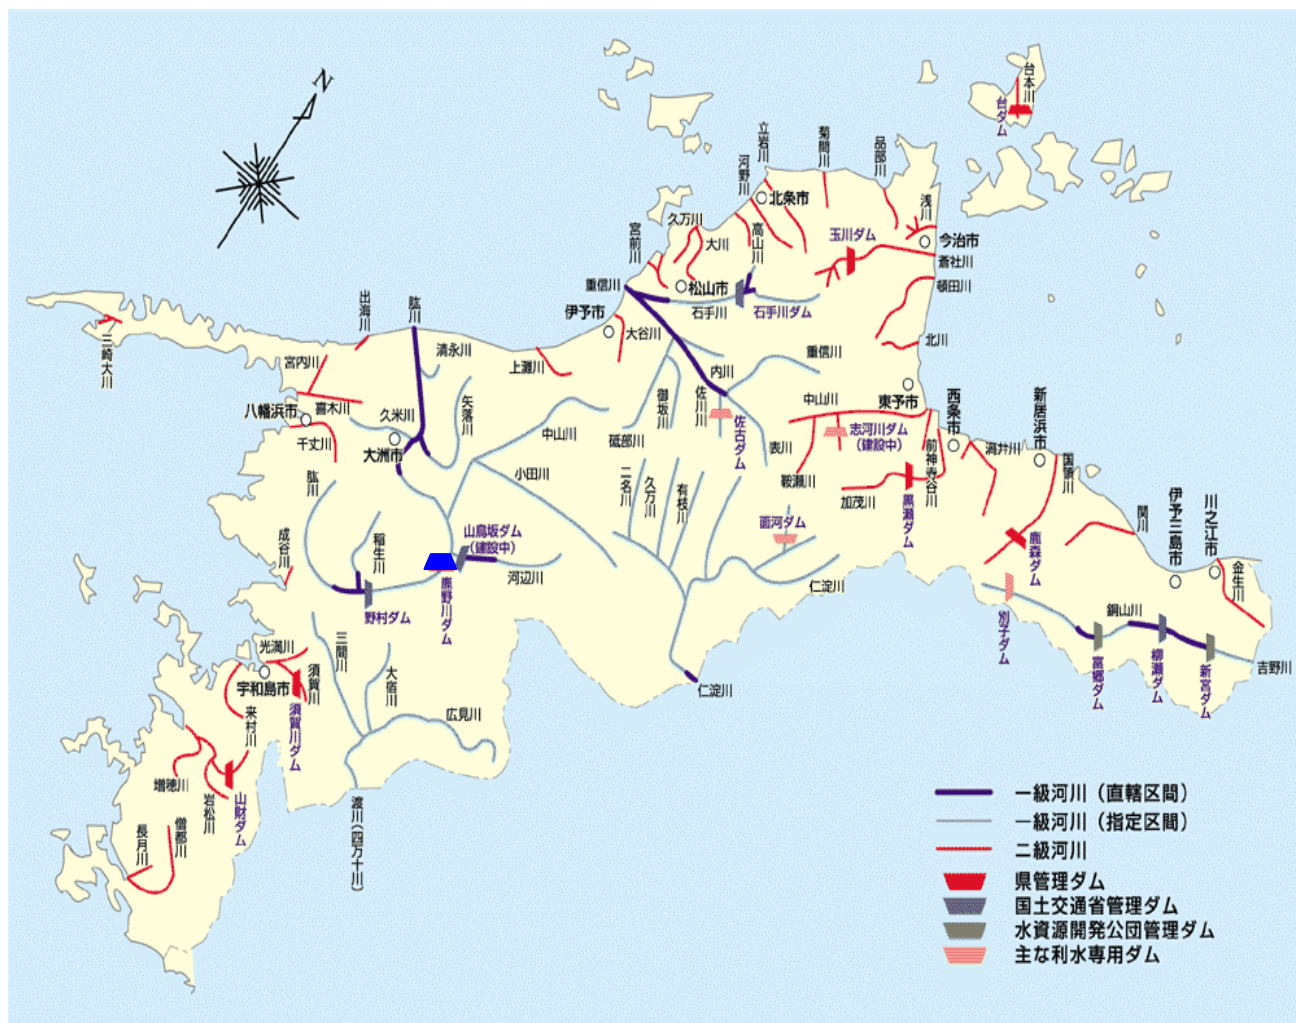 N
台本川
台ダム
立岩川
菊間川
品部川
河野川
北条市
浅川
久万川
大川
高山川
玉川ダム
今治市
宮前川
蒼社川
重信川
松山市
頓田川
石手川
石手川ダム
出海川
肱川
伊予市
大谷川
北川
三崎大川
宮内川
清永川
上灘川
内川
重信川
御坂川
佐川川
八幡浜市
喜木川
久米川
矢落川
中山川
東予市
西条市
新居浜市
千丈川
大洲市
中山川
砥部川
佐古ダム
表川
志河川ダム
(建設中)
前神寺谷川
渦井川
国領川
肱川
小田川
二名川
久万川
有枝川
鞍瀬川
加茂川
黒瀬ダム
関川
伊予三島市
川之江市
成谷川
稲生川
山鳥坂ダム
(建設中)
面河ダム
鹿森ダム
金生川
河辺川
仁淀川
野村ダム
鹿野川ダム
別子ダム
銅山川
光満川
三間川
大宿川
富郷ダム
柳瀬ダム
新宮ダム
吉野川
宇和島市
須賀川
須賀川ダム
仁淀川
来村川
広見川
増穂川
岩松川
山財ダム
渡川(四万十川)
長月川
僧都川
一級河川（直轄区間）
一級河川（指定区間）
二級河川
県管理ダム
国土交通省管理ダム
水資源開発公団管理ダム
主な利水専用ダム